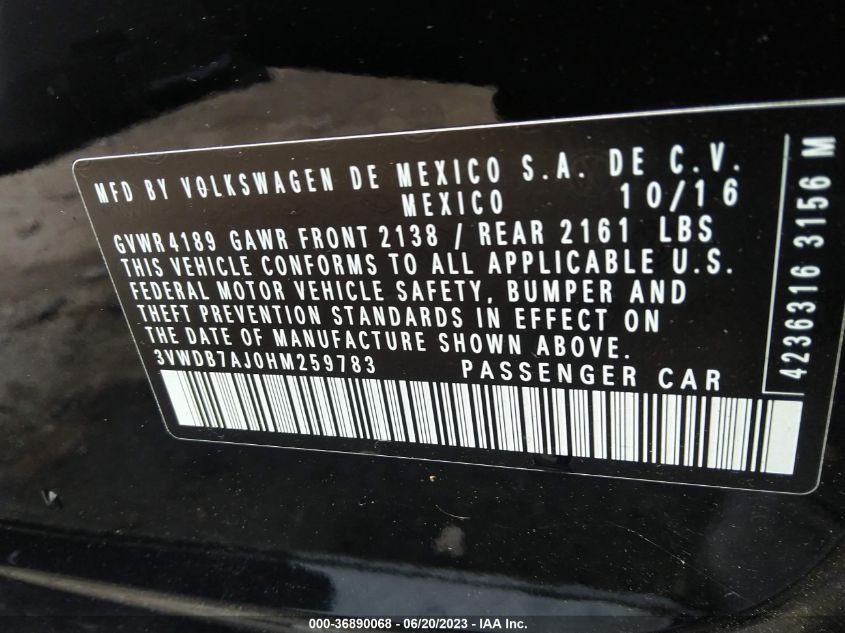 MFD BY VOLKSWAGEN DE MEXICO S.A. DE C.V.
MEXICO 10/16
GVWR 4189 GAWR FRONT 2138 / REAR 2161 LBS
THIS VEHICLE CONFORMS TO ALL APPLICABLE U.S.
FEDERAL MOTOR VEHICLE SAFETY, BUMPER AND
THEFT PREVENTION STANDARDS IN EFFECT ON
THE DATE OF MANUFACTURE SHOWN ABOVE.
3VWDB7AJ0HM259783 PASSENGER CAR
4236316 3156 M
000-36890068 - 06/20/2023 - IAA Inc.